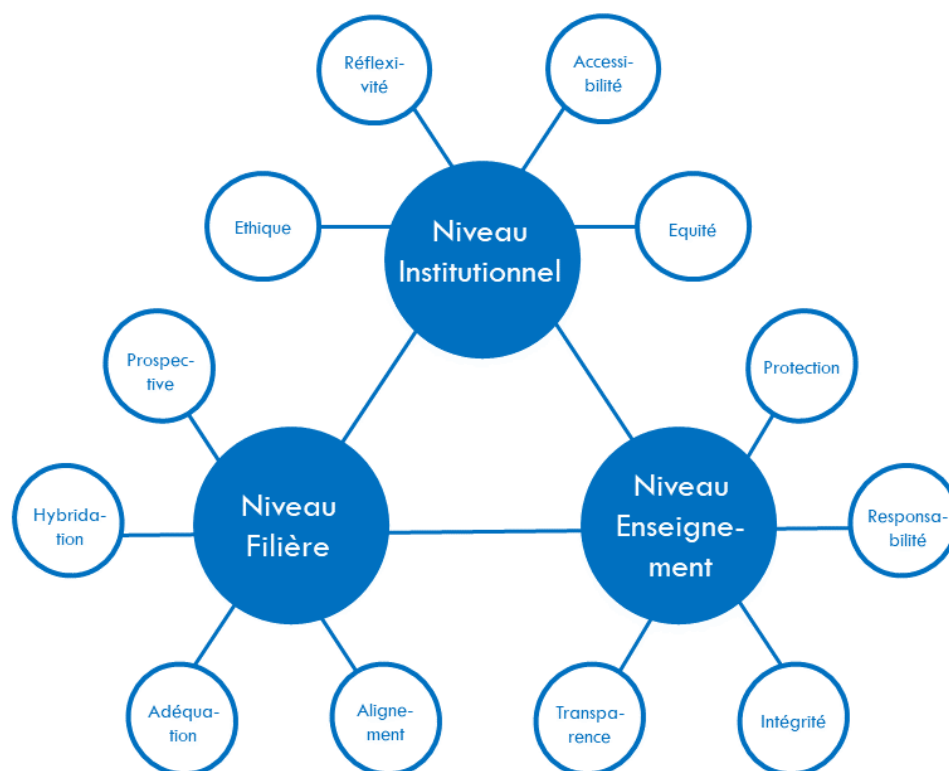 Réflexi-
vité
Accessi-
bilité
Ethique
Niveau
Institutionnel
Equité
Prospec-
tive
Protection
Hybrida-
tion
Niveau
Filière
Niveau
Enseigne-
ment
Responsa-
bilité
Adéqua-
tion
Aligne-
ment
Transpa-
rence
Intégrité